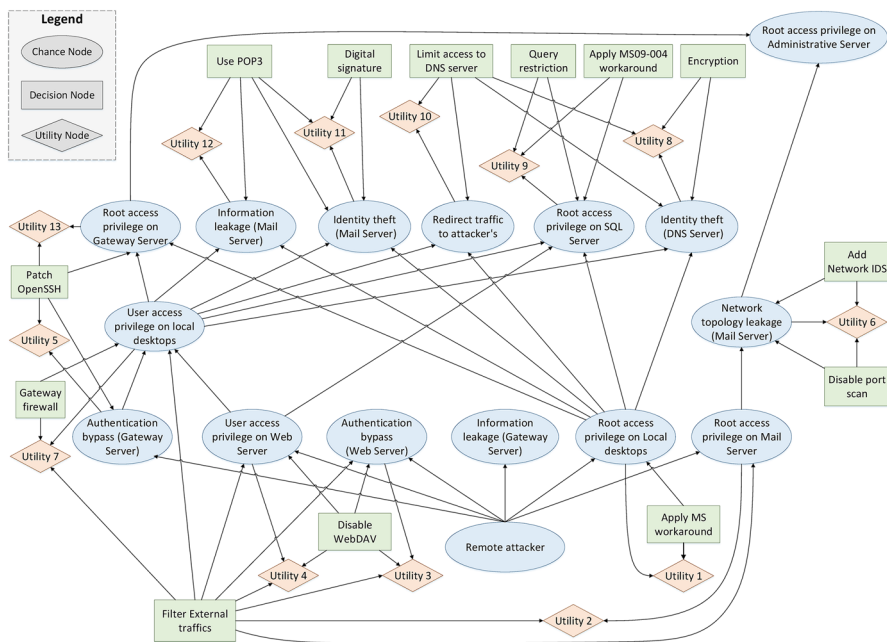 Legend
Chance Node
Decision Node
Utility Node
Root access privilege on
Administrative Server
Use POP3
Digital
signature
Limit access to
DNS server
Query
restriction
Apply MS09-004
workaround
Encryption
Utility 12
Utility 11
Utility 10
Utility 9
Utility 8
Utility 13
Root access
privilege on
Gateway Server
Information
leakage (Mail
Server)
Identity theft
(Mail Server)
Redirect traffic
to attacker's
Root access
privilege on SQL
Server
Identity theft
(DNS Server)
Patch
OpenSSH
Add
Network IDS
User access
privilege on local
desktops
Network
topology leakage
(Mail Server)
Utility 6
Utility 5
Gateway
firewall
Disable port
scan
Authentication
bypass (Gateway
Server)
User access
privilege on Web
Server
Authentication
bypass
(Web Server)
Information
leakage (Gateway
Server)
Root access
privilege on Local
desktops
Root access
privilege on Mail
Server
Utility 7
Disable
WebDAV
Remote attacker
Apply MS
workaround
Utility 4
Utility 3
Utility 1
Filter External
traffics
Utility 2